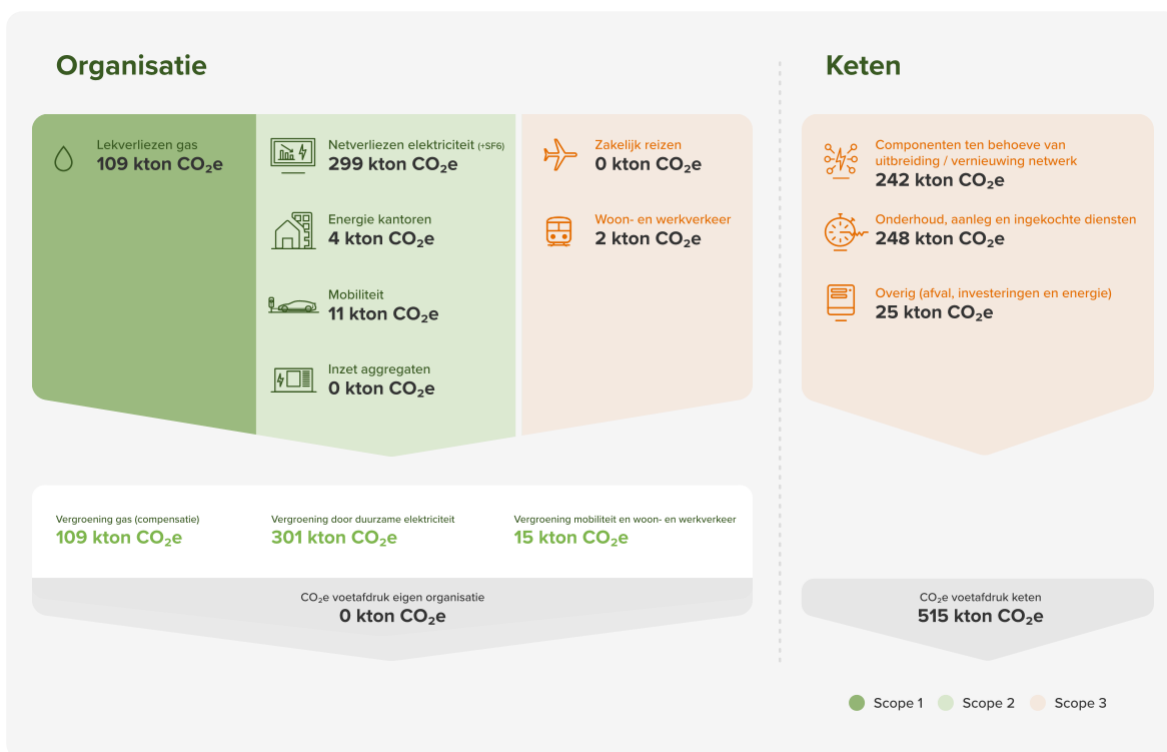 Organisatie
Lekverliezen gas
109 kton CO₂e
Netverliezen elektriciteit (+SF6)
299 kton CO₂e
Energie kantoren
4 kton CO₂e
Mobiliteit
11 kton CO₂e
Inzet aggregaten
0 kton CO₂e
Zakelijk reizen
0 kton CO₂e
Woon- en werkverkeer
2 kton CO₂e
Vergroening gas (compensatie)
109 kton CO₂e
Vergroening door duurzame elektriciteit
301 kton CO₂e
Vergroening mobiliteit en woon- en werkverkeer
15 kton CO₂e
CO₂e voetafdruk eigen organisatie
0 kton CO₂e
Keten
Componenten ten behoeve van
uitbreiding / vernieuwing netwerk
242 kton CO₂e
Onderhoud, aanleg en ingekochte diensten
248 kton CO₂e
Overig (afval, investeringen en energie)
25 kton CO₂e
CO₂e voetafdruk keten
515 kton CO₂e
Scope 1
Scope 2
Scope 3